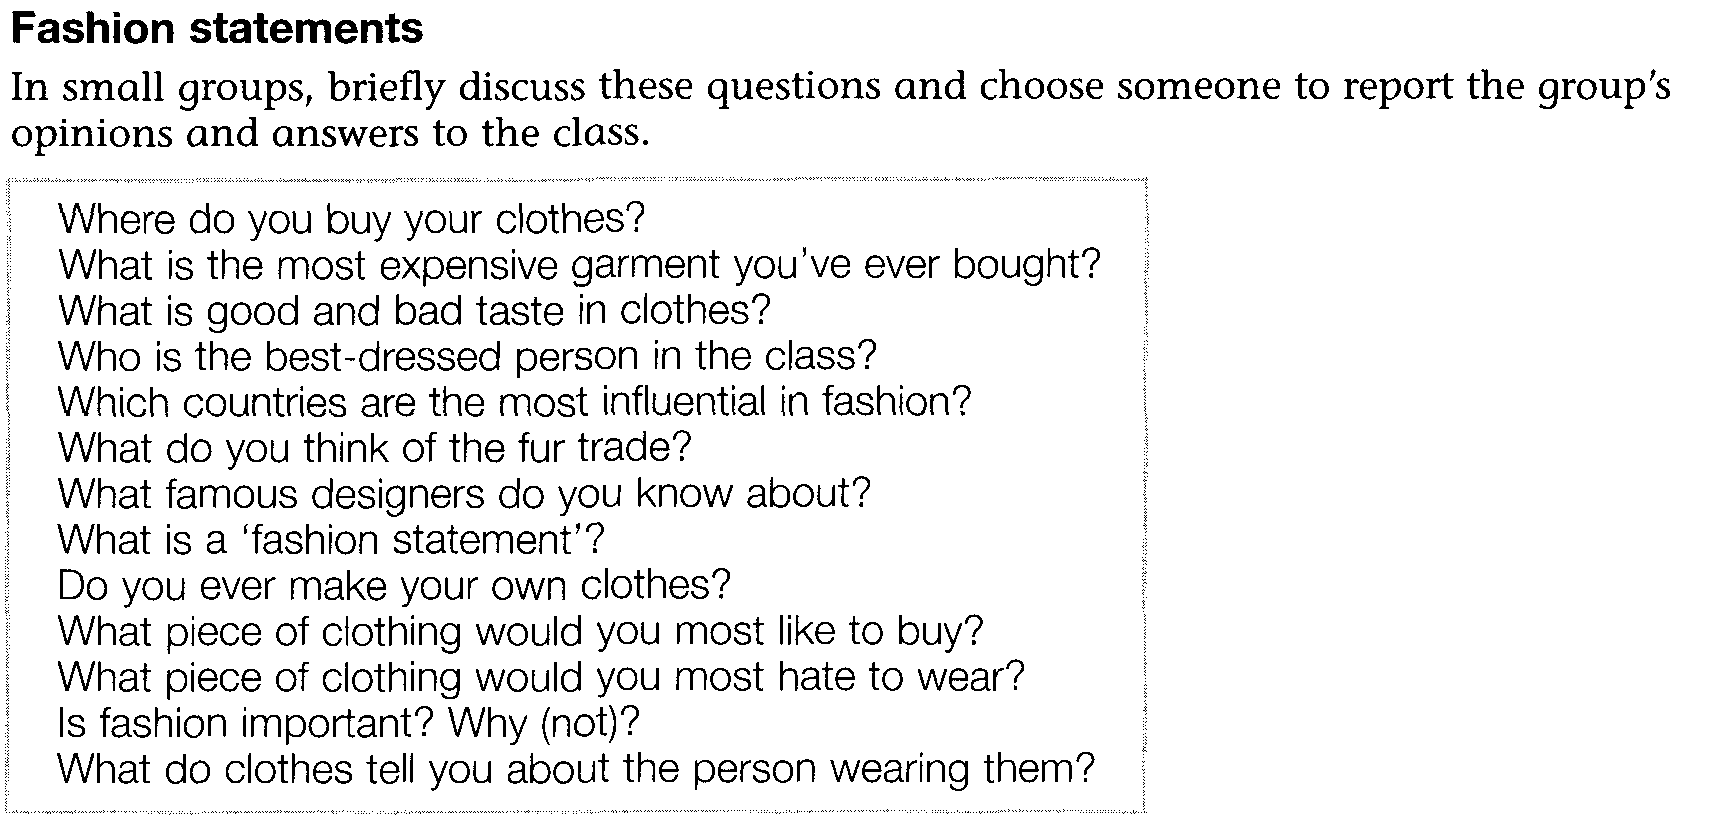 Fashion statements
In small groups, briefly discuss these questions and choose someone to report the group's
opinions and answers to the class.
Where do you buy your clothes?
What is the most expensive garment you've ever bought?
What is good and bad taste in clothes?
Who is the best-dressed person in the class?
Which countries are the most influential in fashion?
What do you think of the fur trade?
What famous designers do you know about?
What is a ‘fashion statement’?
Do you ever make your own clothes?
What piece of clothing would you most like to buy?
What piece of clothing would you most hate to wear?
Is fashion important? Why (not)?
What do clothes tell you about the person wearing them?